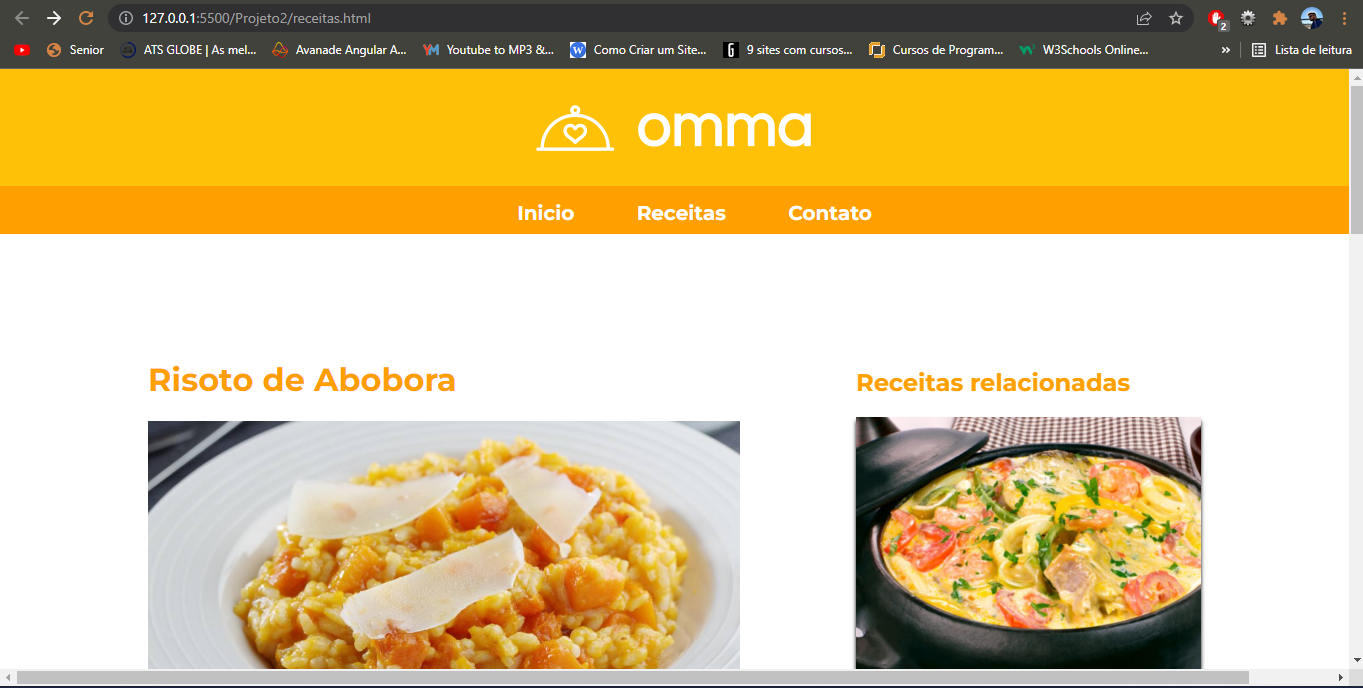 127.0.0.1:5500/Projeto2/receitas.html
2
Senior ATS GLOBE | As mel... Avanade Angular A... Youtube to MP3 &... Como Criar um Site... 9 sites com cursos... Cursos de Program... W3Schools Online... » Lista de leitura
omma
Inicio Receitas Contato
Risoto de Abobora
Receitas relacionadas